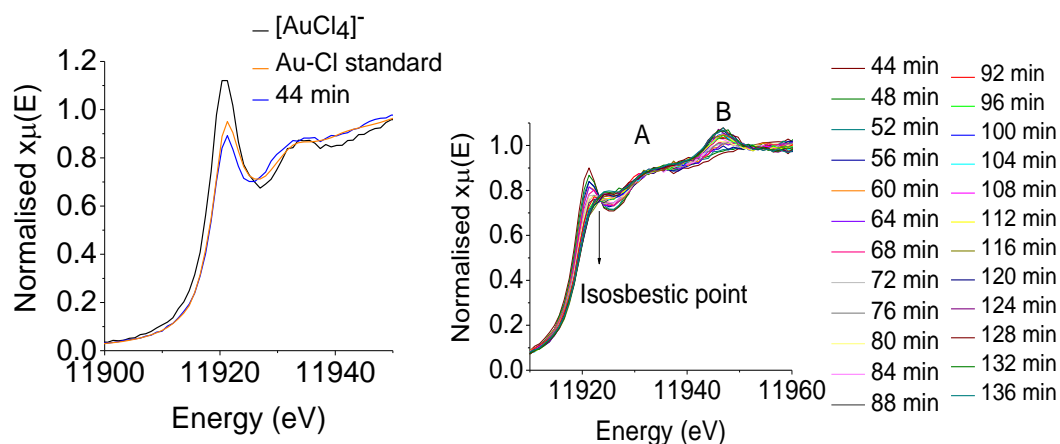 [AuCl4]-
Au-Cl standard
44 min
1.2
1.0
0.8
0.6
0.4
0.2
0.0
11900
11920
11940
Normalised xμ(E)
Energy (eV)
A
B
Isosbestic point
1.0
0.8
0.6
0.4
0.2
0.0
11920
11940
11960
Normalised xμ(E)
Energy (eV)
44 min
48 min
52 min
56 min
60 min
64 min
68 min
72 min
76 min
80 min
84 min
88 min
92 min
96 min
100 min
104 min
108 min
112 min
116 min
120 min
124 min
128 min
132 min
136 min